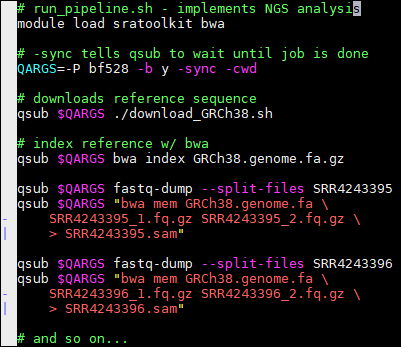 # run_pipeline.sh - implements NGS analysis
module load sratoolkit bwa
# -sync tells qsub to wait until job is done
QARGS=-P bf528 -b y -sync -cwd
# downloads reference sequence
qsub $QARGS ./download_GRCh38.sh
# index reference w/ bwa
qsub $QARGS bwa index GRCh38.genome.fa.gz
qsub $QARGS fastq-dump --split-files SRR4243395
qsub $QARGS "bwa mem GRCh38.genome.fa \
SRR4243395_1.fq.gz SRR4243395_2.fq.gz \
> SRR4243395.sam"
qsub $QARGS fastq-dump --split-files SRR4243396
qsub $QARGS "bwa mem GRCh38.genome.fa \
SRR4243396_1.fq.gz SRR4243396_2.fq.gz \
> SRR4243396.sam"
# and so on...